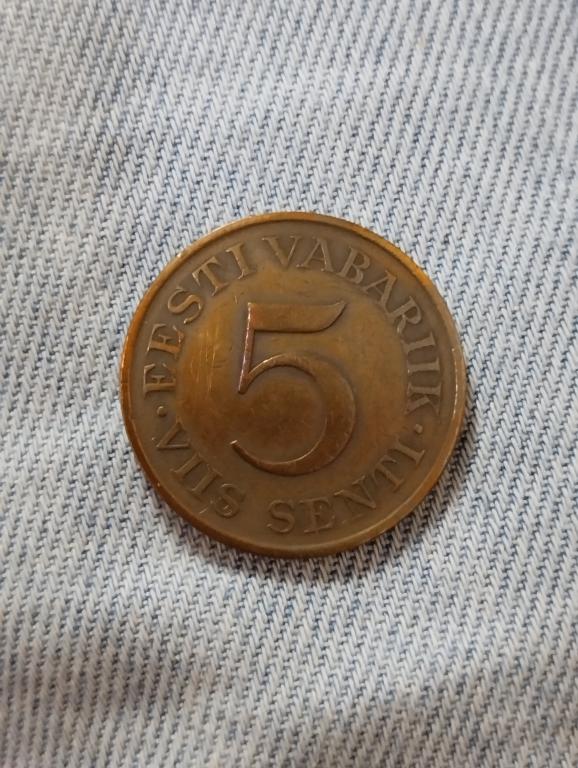 EESTI VABARIIK
5
· VIIS SENTI ·